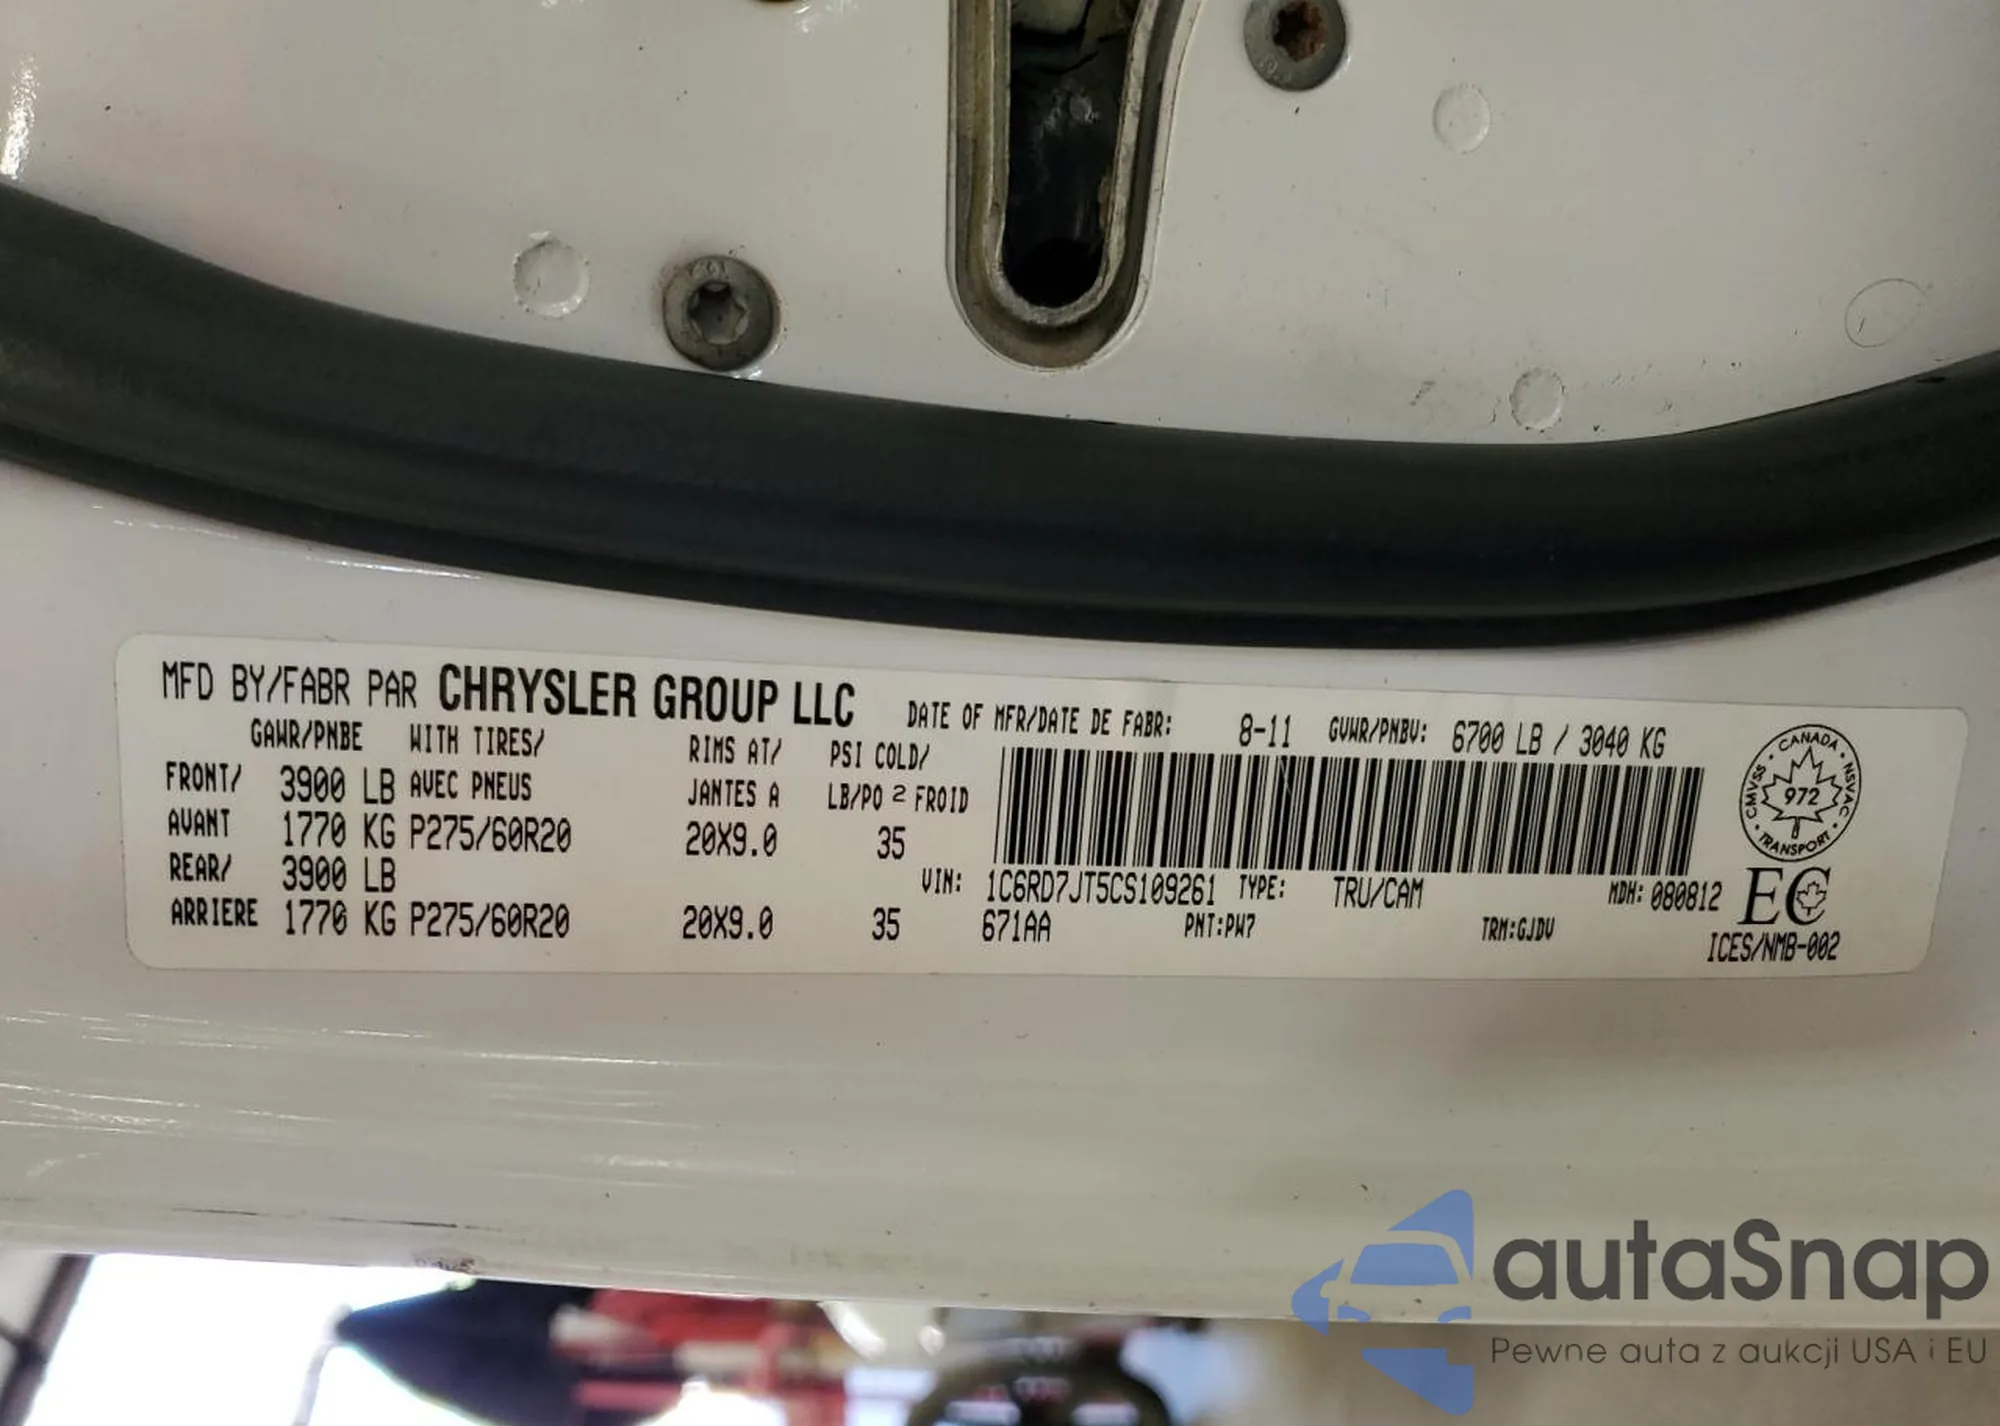 MFD BY/FABR PAR CHRYSLER GROUP LLC DATE OF MFR/DATE DE FABR: 8-11 GVWR/PNBV: 6700 LB / 3040 KG
GAWR/PNBE WITH TIRES/ RIMS AT/ PSI COLD/
FRONT/ 3900 LB AVEC PNEUS JANTES A LB/PO 2 FROID
AVANT 1770 KG P275/60R20 20X9.0 35
REAR/ 3900 LB
VIN: 1C6RD7JT5CS109261 TYPE: TRU/CAM MDH: 080812
ARRIERE 1770 KG P275/60R20 20X9.0 35 671AA PNT:PW7 TRM:GJDV
CANADA
CMVSS 972 NSVAC
TRANSPORT
EC
ICES/NMB-002
autaSnap
Pewne auta z aukcji USA i EU